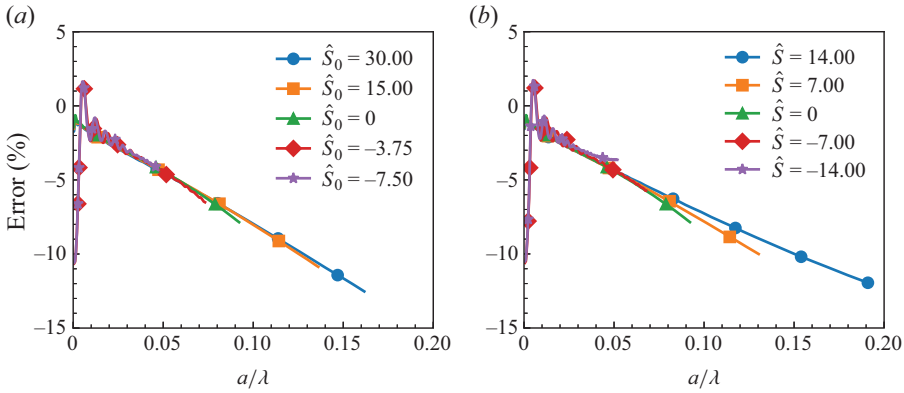 (a)
5
0
−5
−10
−15
Error (%)
0
0.05
0.10
0.15
0.20
a/λ
Ŝ₀ = 30.00
Ŝ₀ = 15.00
Ŝ₀ = 0
Ŝ₀ = −3.75
Ŝ₀ = −7.50
(b)
5
0
−5
−10
−15
0
0.05
0.10
0.15
0.20
a/λ
Ŝ = 14.00
Ŝ = 7.00
Ŝ = 0
Ŝ = −7.00
Ŝ = −14.00